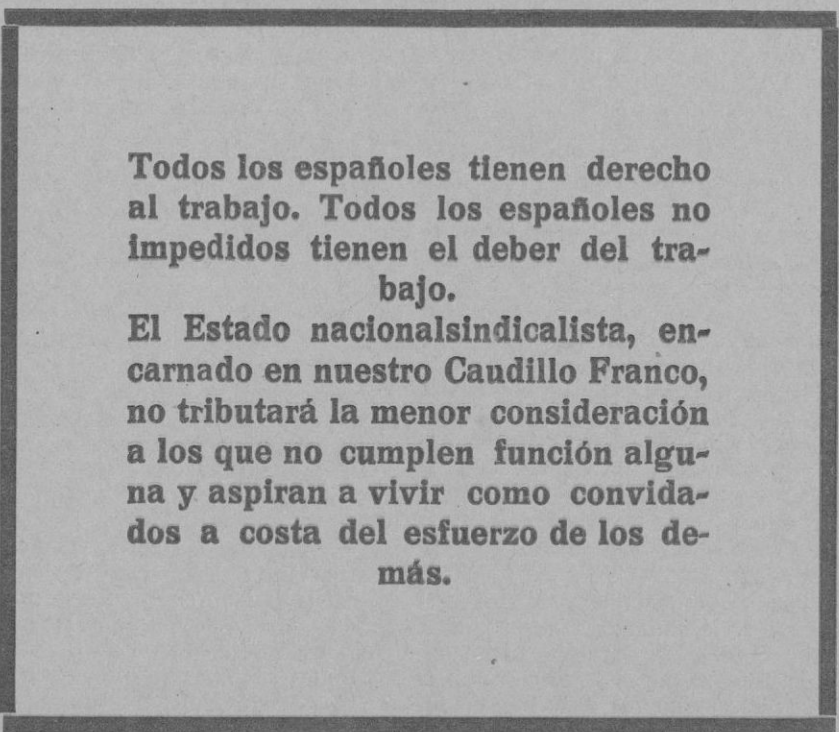 Todos los españoles tienen derecho
al trabajo. Todos los españoles no
impedidos tienen el deber del tra-
bajo.
El Estado nacionalsindicalista, en-
carnado en nuestro Caudillo Franco,
no tributará la menor consideración
a los que no cumplen función algu-
na y aspiran a vivir como convida-
dos a costa del esfuerzo de los de-
más.